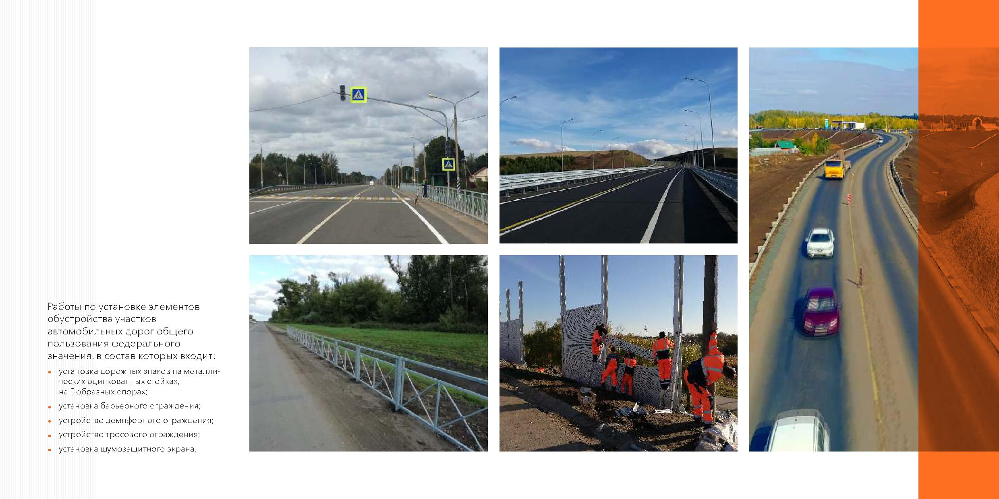 Работы по установке элементов
обустройства участков
автомобильных дорог общего
пользования федерального
значения, в состав которых входит:
• установка дорожных знаков на металли-
ческих оцинкованных стойках,
на Г-образных опорах;
• установка барьерного ограждения;
• устройство демпферного ограждения;
• устройство тросового ограждения;
• установка шумозащитного экрана.